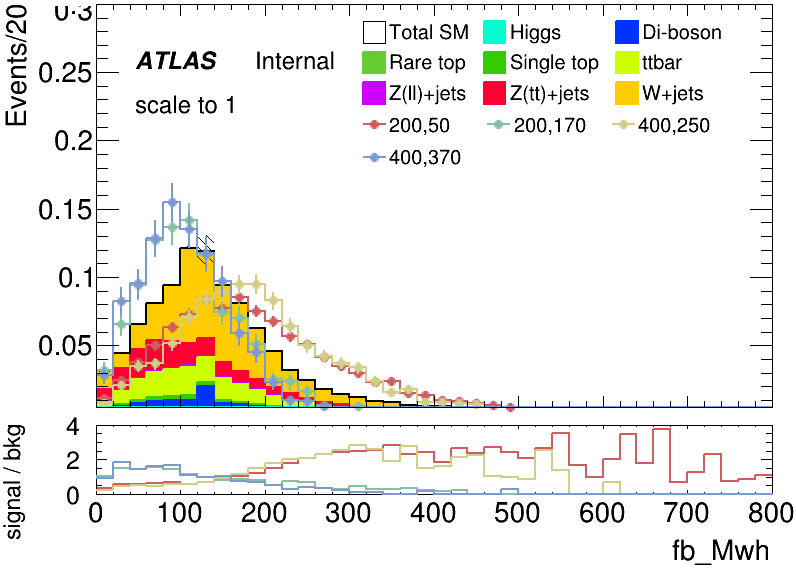 Events/20
0.3
0.25
0.2
0.15
0.1
0.05
ATLAS Internal
scale to 1
Total SM Higgs Di-boson
Rare top Single top ttbar
Z(ll)+jets Z(tt)+jets W+jets
200,50 200,170 400,250
400,370
signal / bkg
4
2
0
0 100 200 300 400 500 600 700 800
fb_Mwh